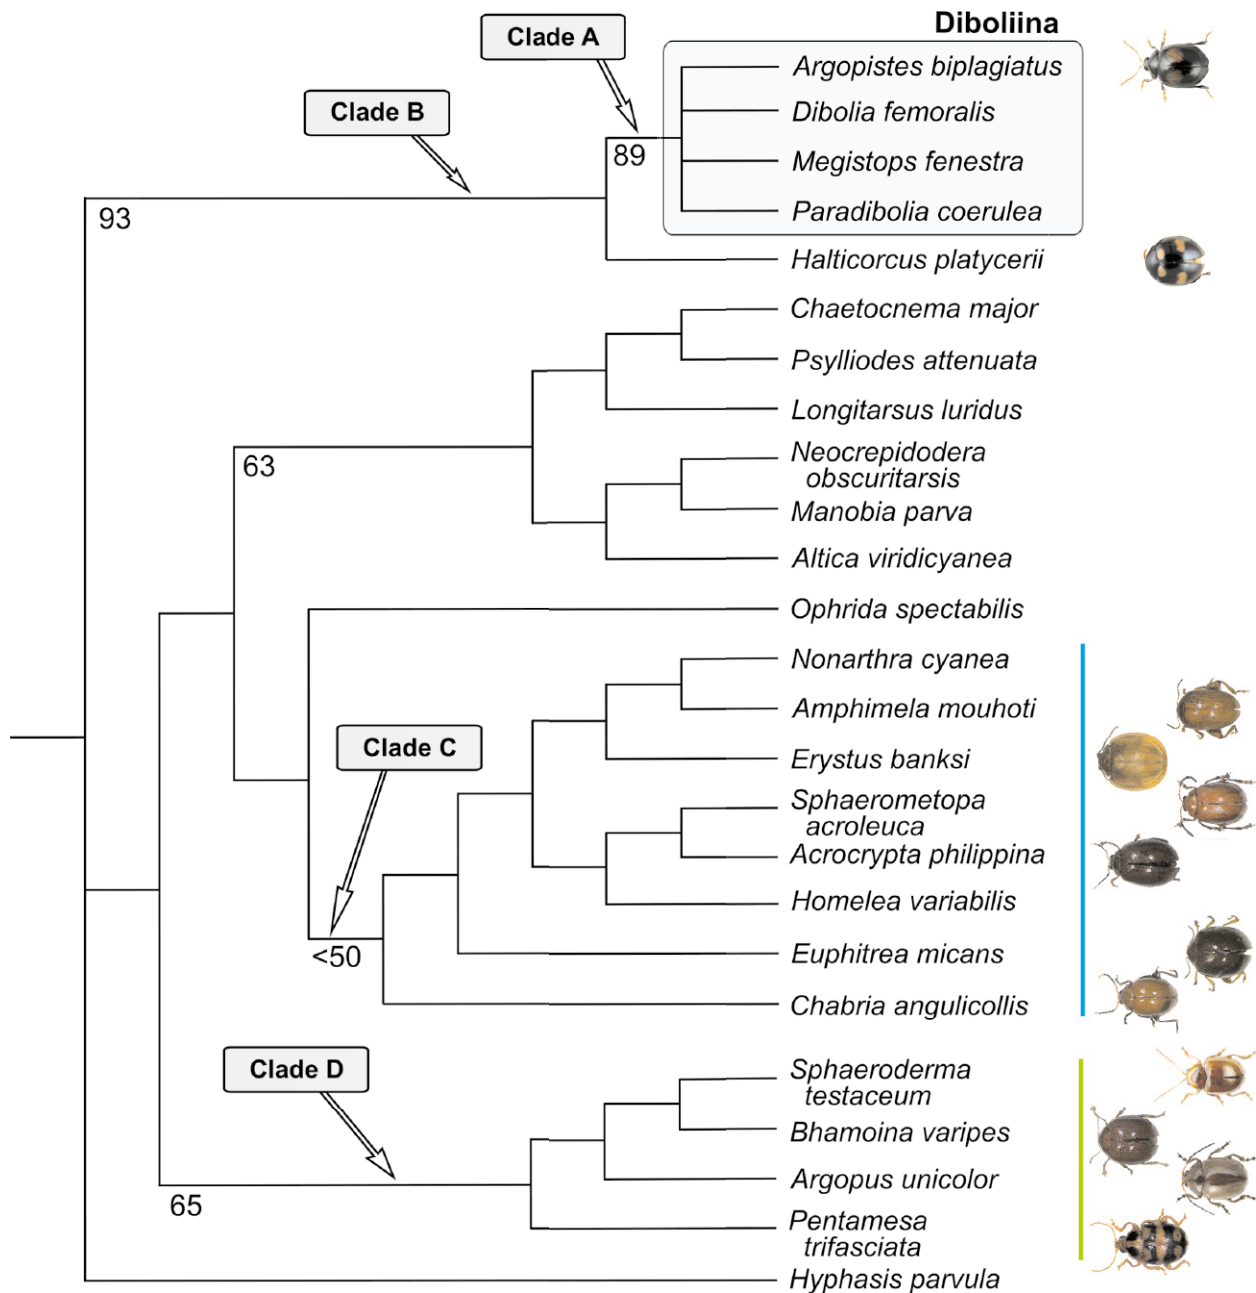 Diboliina
Clade A
Argopistes biplagiatus
Clade B
Dibolia femoralis
89
Megistops fenestra
93
Paradibolia coerulea
Halticorcus platycerii
Chaetocnema major
Psylliodes attenuata
Longitarsus luridus
63
Neocrepidodera
obscuritarsis
Manobia parva
Altica viridicyanea
Ophrida spectabilis
Nonarthra cyanea
Amphimela mouhoti
Clade C
Erystus banksi
Sphaerometopa
acroleuca
Acrocrypta philippina
Homelea variabilis
<50
Euphitrea micans
Chabria angulicollis
Clade D
Sphaeroderma
testaceum
Bhamoina varipes
Argopus unicolor
65
Pentamesa
trifasciata
Hyphasis parvula